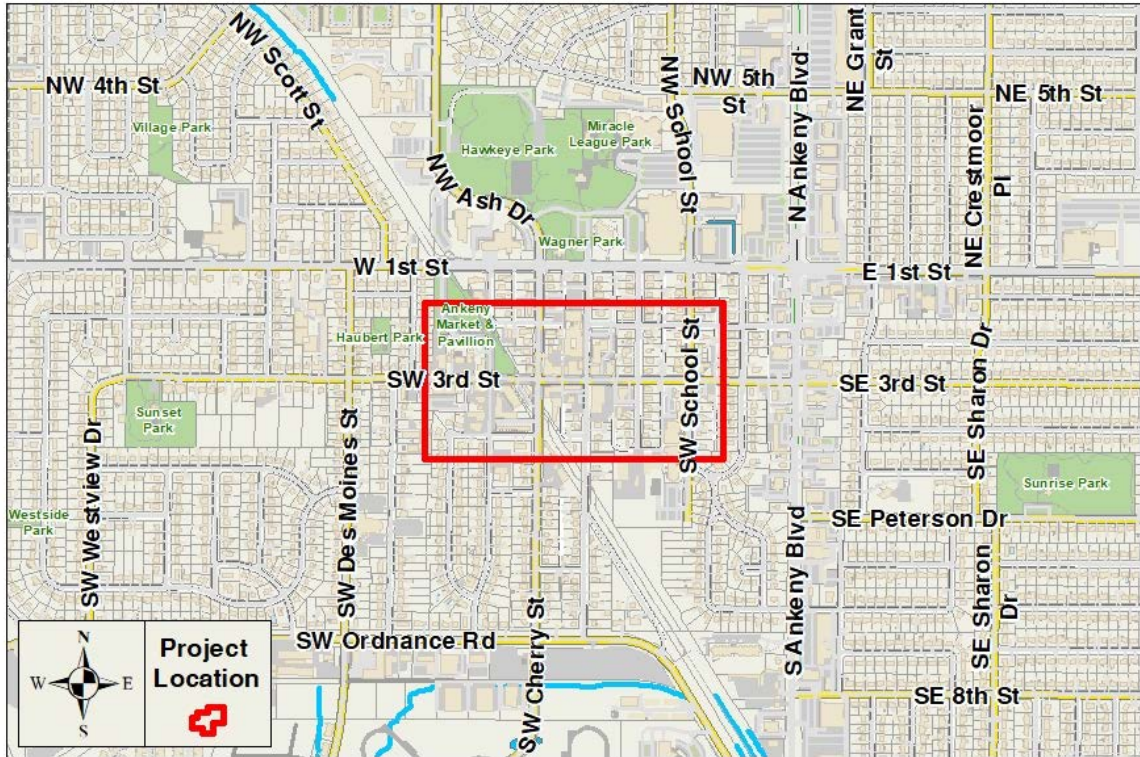 NW 4th St
NW Scott St
Village Park
NW Ash Dr
Hawkeye Park
Miracle
League Park
Wagner Park
NW School St
NW 5th
St
N Ankeny Blvd
NE Grant
St
NE 5th St
NE Crestmoor
Pl
W 1st St
E 1st St
Ankeny
Market &
Pavillion
Haubert Park
SW 3rd St
SE 3rd St
SW School St
Sunset
Park
Westside
Park
SW Westview Dr
SW Des Moines St
SW Cherry St
SW Ordnance Rd
S Ankeny Blvd
SE Sharon Dr
Sunrise Park
SE Peterson Dr
SE Sharon
Dr
SE 8th St
N
W E
S
Project
Location